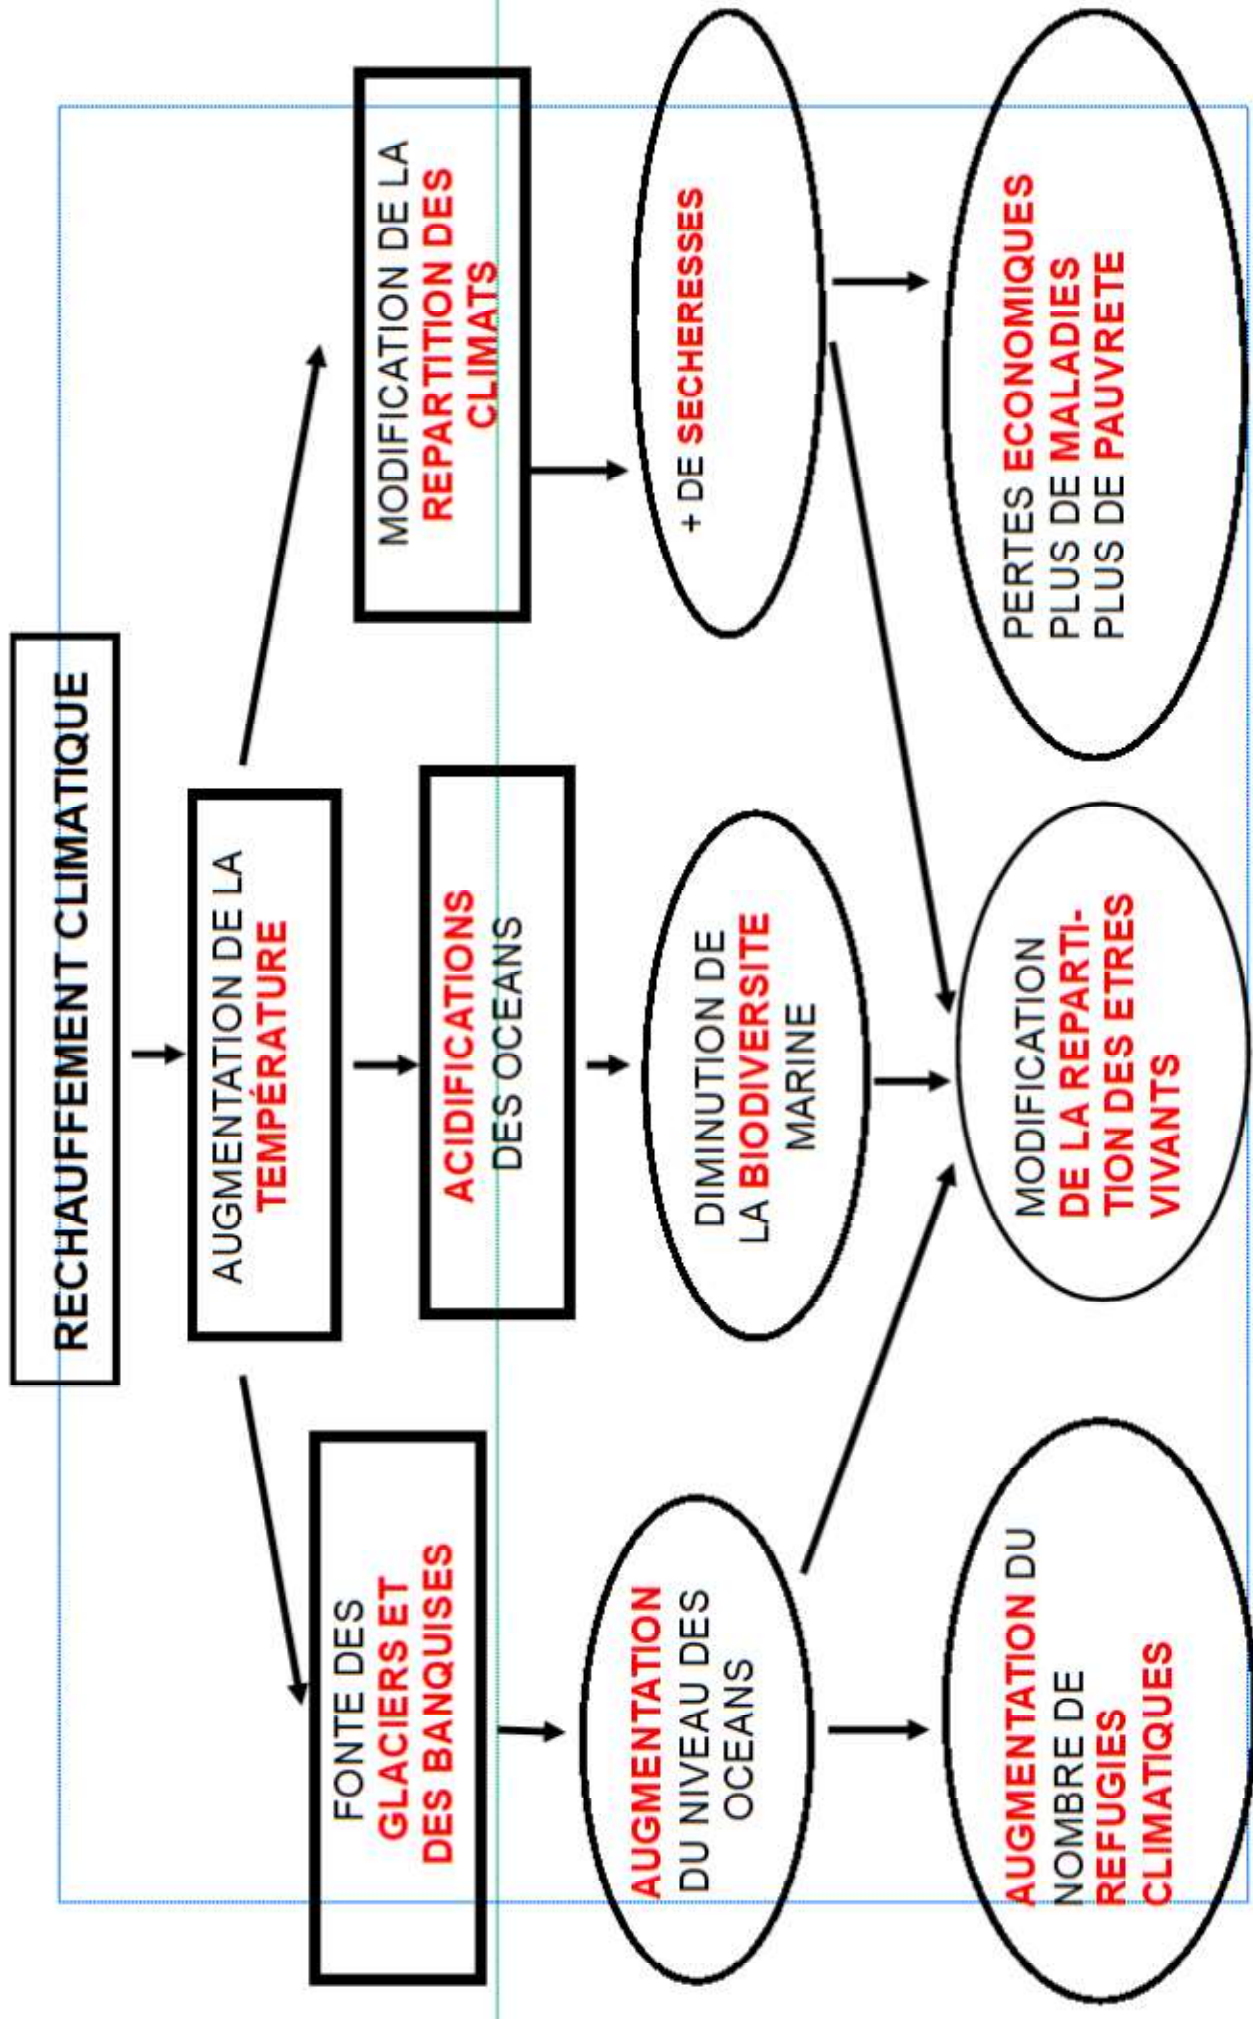 RECHAUFFEMENT CLIMATIQUE
AUGMENTATION DE LA
TEMPÉRATURE
FONTE DES
GLACIERS ET
DES BANQUISES
ACIDIFICATIONS
DES OCEANS
MODIFICATION DE LA
REPARTITION DES
CLIMATS
AUGMENTATION
DU NIVEAU DES
OCEANS
DIMINUTION DE
LA BIODIVERSITE
MARINE
+ DE SECHERESSES
AUGMENTATION DU
NOMBRE DE
REFUGIES
CLIMATIQUES
MODIFICATION
DE LA REPARTI-
TION DES ETRES
VIVANTS
PERTES ECONOMIQUES
PLUS DE MALADIES
PLUS DE PAUVRETE